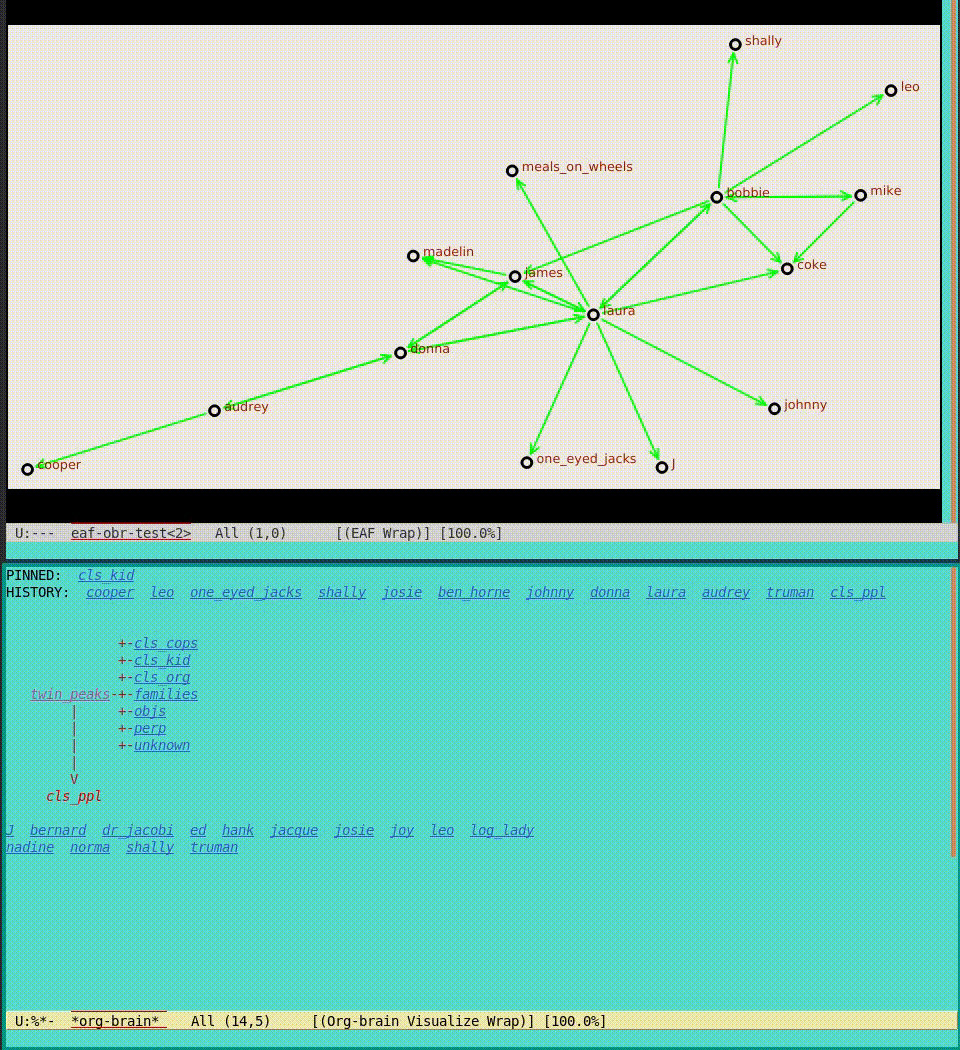 shally
leo
meals_on_wheels
bobbie
mike
madelin
james
coke
laura
donna
audrey
johnny
cooper
one_eyed_jacks
J
U:--- eaf-obr-test<2> All (1,0) [(EAF Wrap)] [100.0%]
PINNED: cls_kid
HISTORY: cooper leo one_eyed_jacks shally josie ben_horne johnny donna laura audrey truman cls_ppl
+-cls_cops
+-cls_kid
+-cls_org
twin_peaks-+-families
| +-objs
| +-perp
| +-unknown
|
V
cls_ppl
J bernard dr_jacobi ed hank jacque josie joy leo log_lady
nadine norma shally truman
U:%*- *org-brain* All (14,5) [(Org-brain Visualize Wrap)] [100.0%]